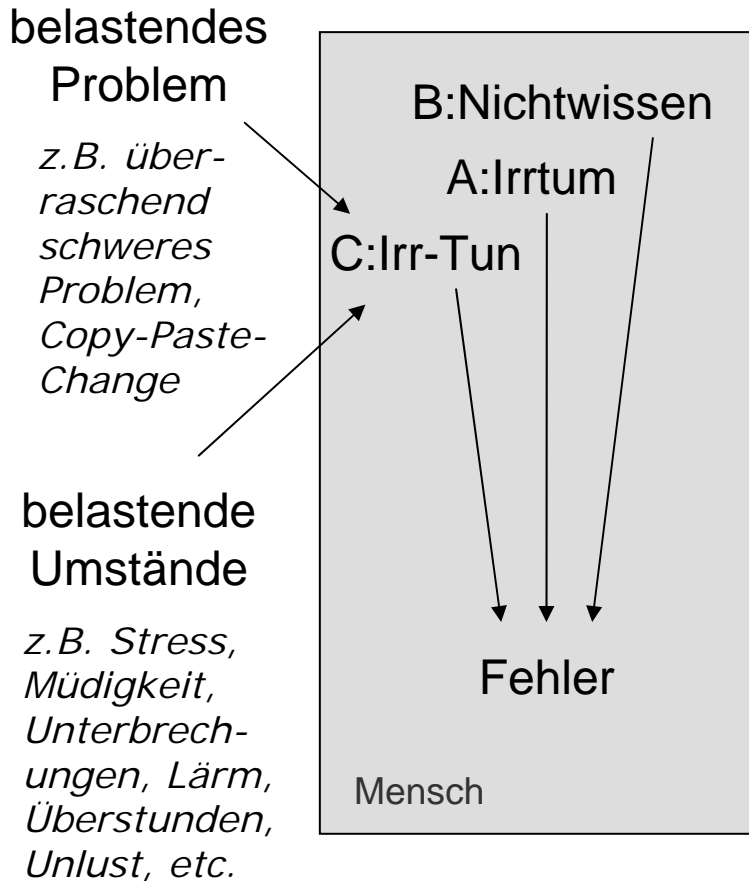 belastendes
Problem
z.B. über-
raschend
schweres
Problem,
Copy-Paste-
Change
belastende
Umstände
z.B. Stress,
Müdigkeit,
Unterbrech-
ungen, Lärm,
Überstunden,
Unlust, etc.
B:Nichtwissen
A:Irrtum
C:Irr-Tun
Fehler
Mensch